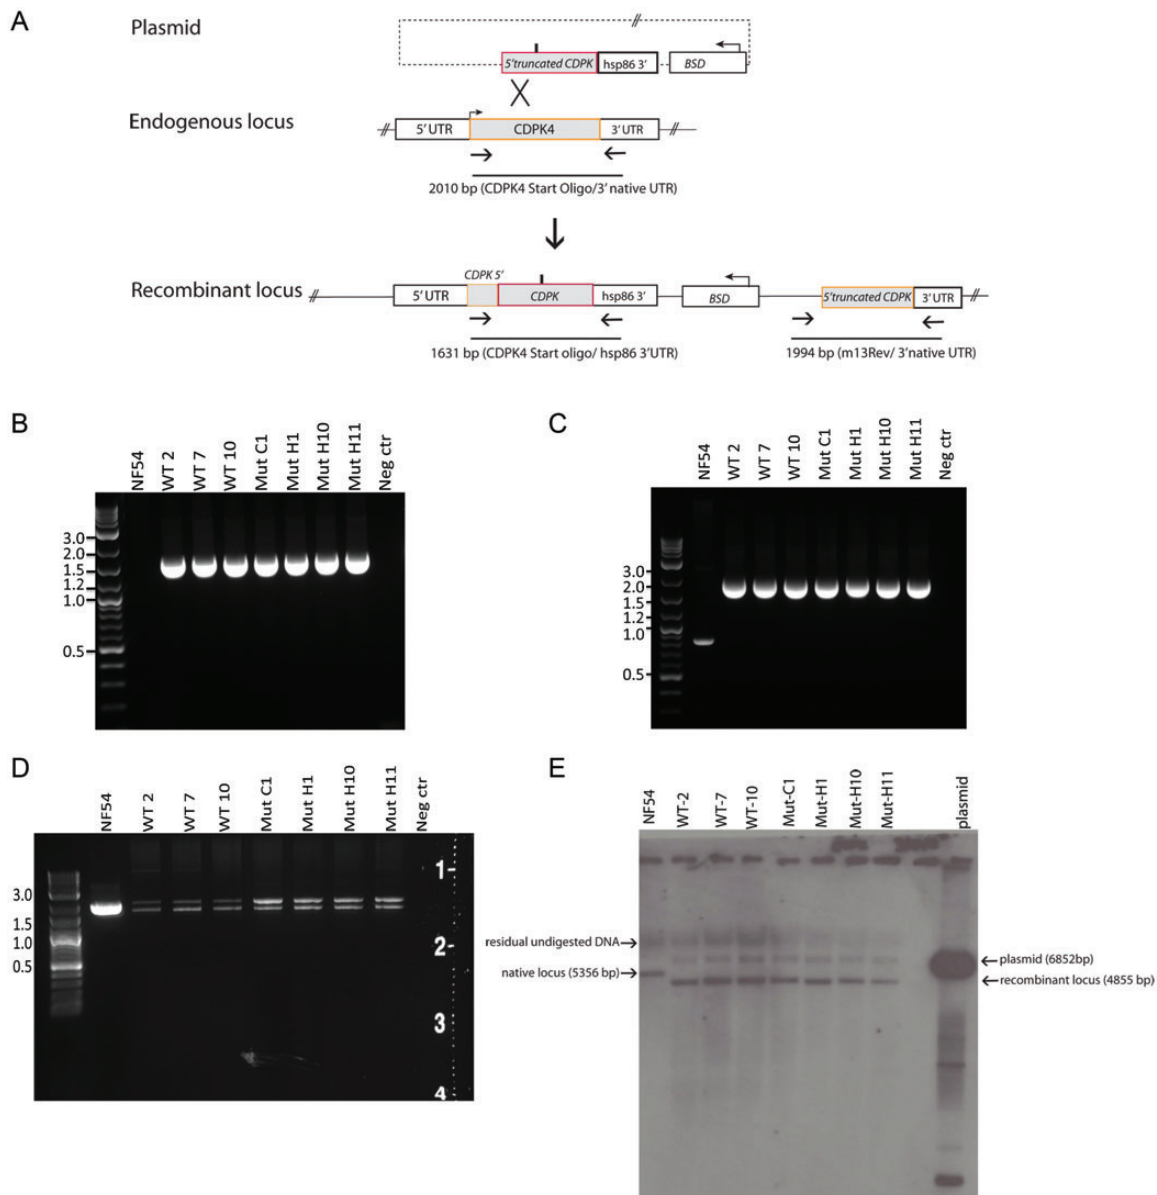 A
Plasmid
5'truncated CDPK
hsp86 3'
BSD
Endogenous locus
5' UTR
CDPK4
3' UTR
2010 bp (CDPK4 Start Oligo/3' native UTR)
Recombinant locus
CDPK 5'
5' UTR
CDPK
hsp86 3'
BSD
5'truncated CDPK
3' UTR
1631 bp (CDPK4 Start oligo/ hsp86 3'UTR)
1994 bp (m13Rev/ 3'native UTR)
B
NF54
WT 2
WT 7
WT 10
Mut C1
Mut H1
Mut H10
Mut H11
Neg ctr
3.0
2.0
1.5
1.2
1.0
0.5
C
NF54
WT 2
WT 7
WT 10
Mut C1
Mut H1
Mut H10
Mut H11
Neg ctr
3.0
2.0
1.5
1.2
1.0
0.5
D
NF54
WT 2
WT 7
WT 10
Mut C1
Mut H1
Mut H10
Mut H11
Neg ctr
3.0
1.5
1.0
0.5
1
2
3
4
E
NF54
WT-2
WT-7
WT-10
Mut-C1
Mut-H1
Mut-H10
Mut-H11
plasmid
residual undigested DNA
native locus (5356 bp)
plasmid (6852bp)
recombinant locus (4855 bp)